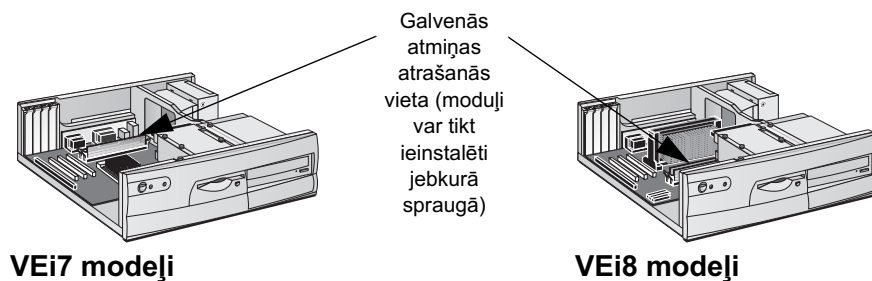 Galvenās
atmiņas
atrašanās
vieta (moduļi
var tikt
ieinstalēti
jebkurā
spraugā)
VEi7 modeļi
VEi8 modeļi